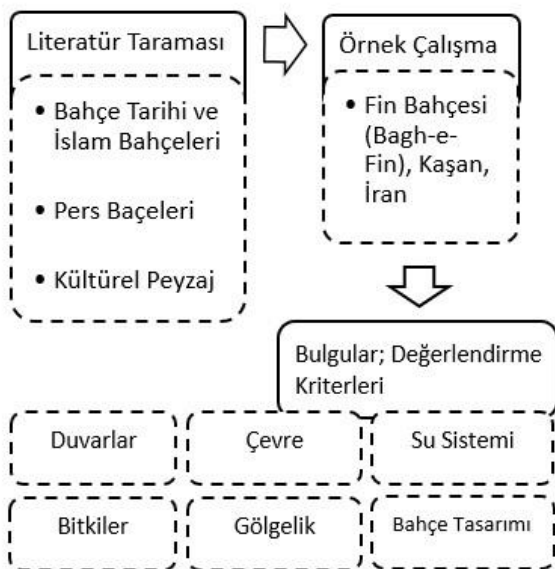 Literatür Taraması
• Bahçe Tarihi ve
İslam Bahçeleri
• Pers Baçeleri
• Kültürel Peyzaj
Örnek Çalışma
• Fin Bahçesi
(Bagh-e-
Fin), Kaşan,
İran
Bulgular; Değerlendirme
Kriterleri
Duvarlar
Çevre
Su Sistemi
Bitkiler
Gölgelik
Bahçe Tasarımı